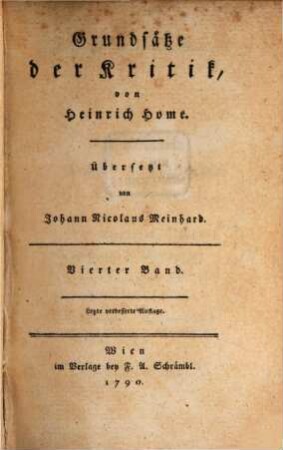 Grundsätze
der Kritik,
von
Heinrich Home.
Übersetzt
von
Johann Nicolaus Meinhard.
Vierter Band.
Letzte verbesserte Auflage.
Wien
im Verlage bey F. A. Schrämbl.
1790.